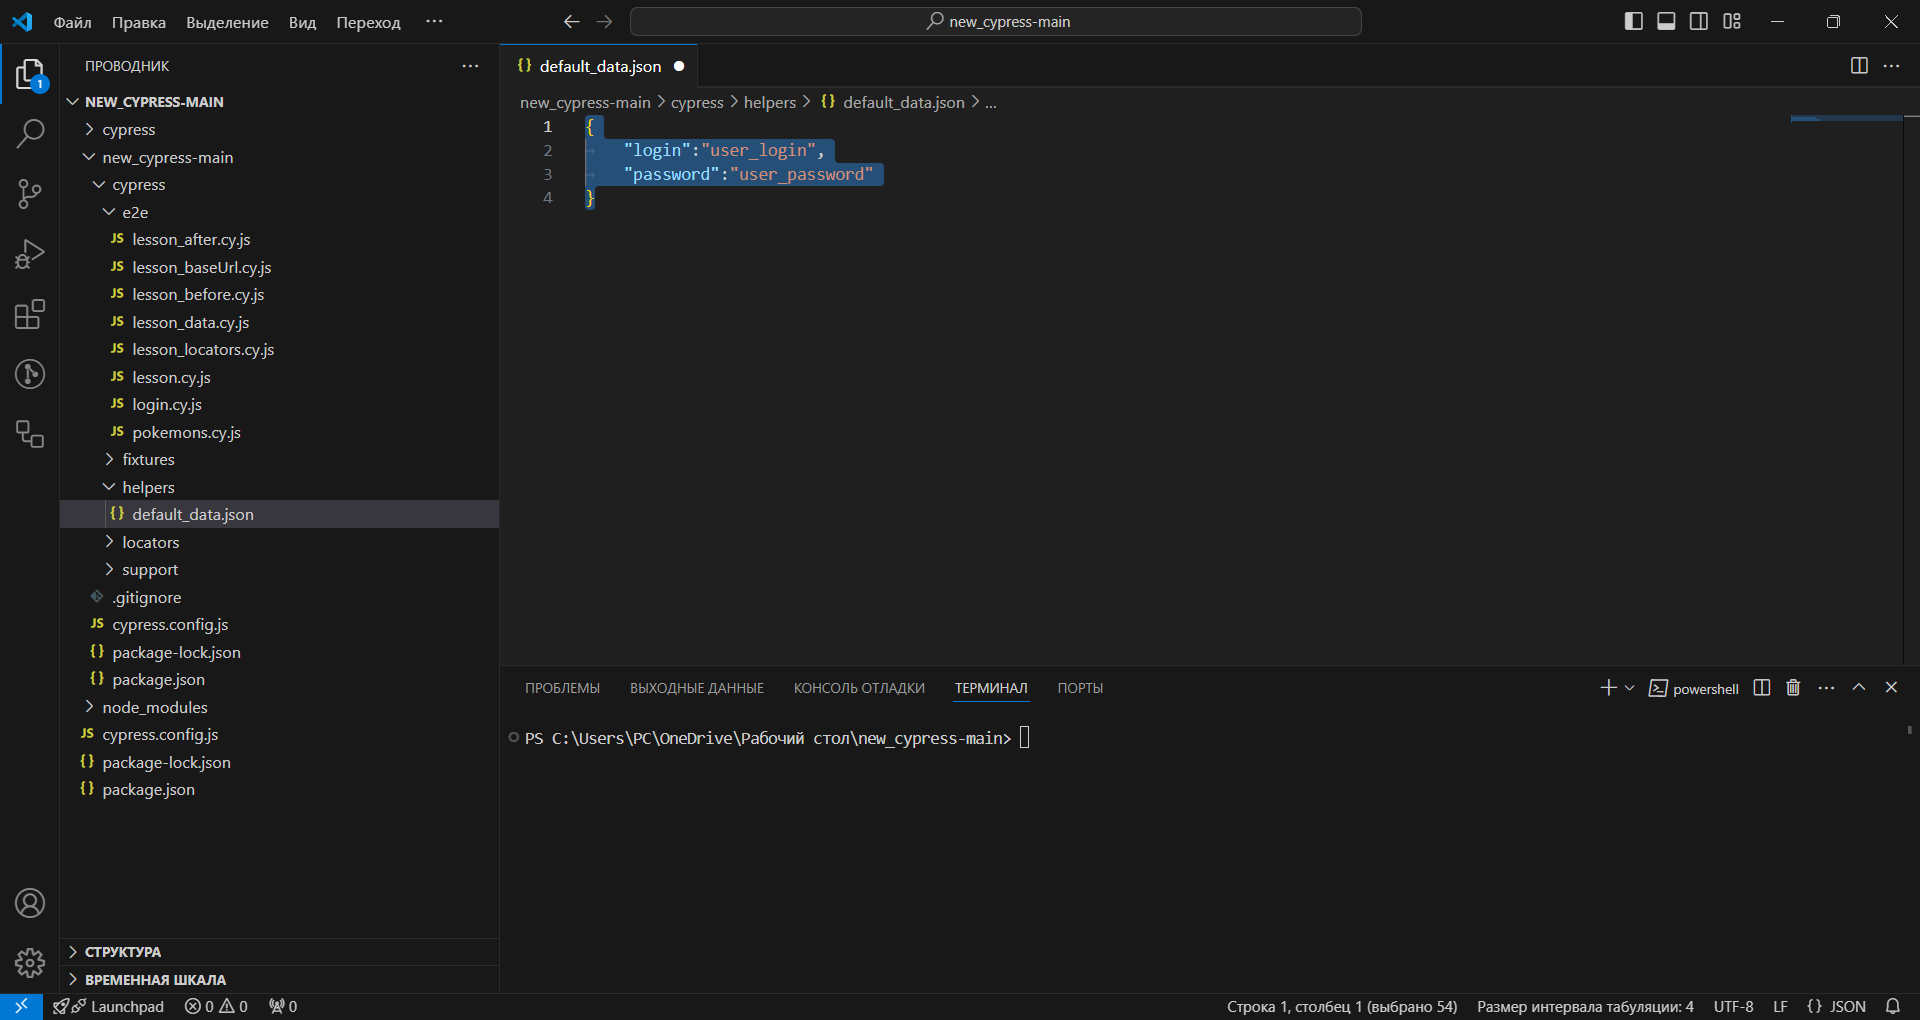 Файл Правка Выделение Вид Переход ··· new_cypress-main
ПРОВОДНИК ···
NEW_CYPRESS-MAIN
cypress
new_cypress-main
cypress
e2e
JS lesson_after.cy.js
JS lesson_baseUrl.cy.js
JS lesson_before.cy.js
JS lesson_data.cy.js
JS lesson_locators.cy.js
JS lesson.cy.js
JS login.cy.js
JS pokemons.cy.js
fixtures
helpers
{} default_data.json
locators
support
.gitignore
JS cypress.config.js
{} package-lock.json
{} package.json
node_modules
JS cypress.config.js
{} package-lock.json
{} package.json
СТРУКТУРА
ВРЕМЕННАЯ ШКАЛА
1
{} default_data.json
new_cypress-main > cypress > helpers > {} default_data.json > ...
1 {
2 "login":"user_login",
3 "password":"user_password"
4 }
ПРОБЛЕМЫ ВЫХОДНЫЕ ДАННЫЕ КОНСОЛЬ ОТЛАДКИ ТЕРМИНАЛ ПОРТЫ powershell
PS C:\Users\PC\OneDrive\Рабочий стол\new_cypress-main>
Launchpad 0 0 0 Строка 1, столбец 1 (выбрано 54) Размер интервала табуляции: 4 UTF-8 LF {} JSON